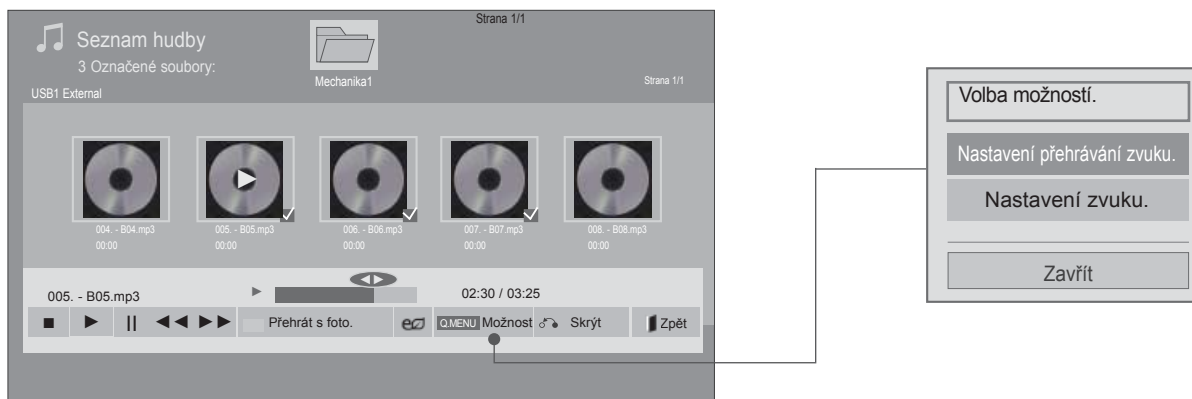 Strana 1/1
Seznam hudby
3 Označené soubory:
Mechanika1
Strana 1/1
USB1 External
004. - B04.mp3
00:00
005. - B05.mp3
00:00
006. - B06.mp3
00:00
007. - B07.mp3
00:00
008. - B08.mp3
00:00
005. - B05.mp3
02:30 / 03:25
Přehrát s foto.
Q.MENU Možnost
Skrýt
Zpět
Volba možností.
Nastavení přehrávání zvuku.
Nastavení zvuku.
Zavřít